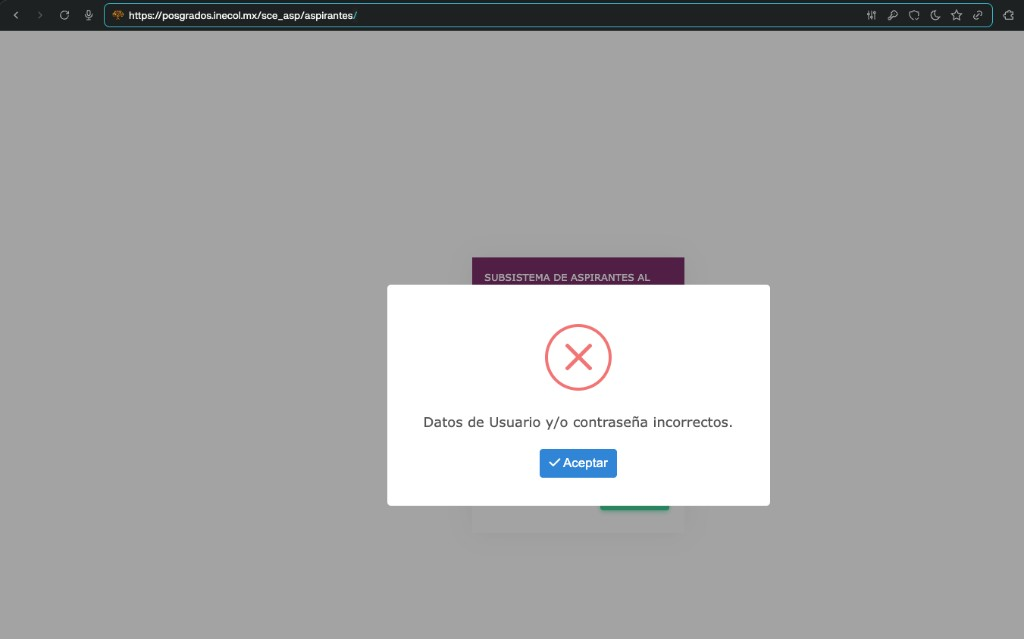 https://posgrados.inecol.mx/sce_asp/aspirantes/
SUBSISTEMA DE ASPIRANTES AL
Datos de Usuario y/o contraseña incorrectos.
Aceptar